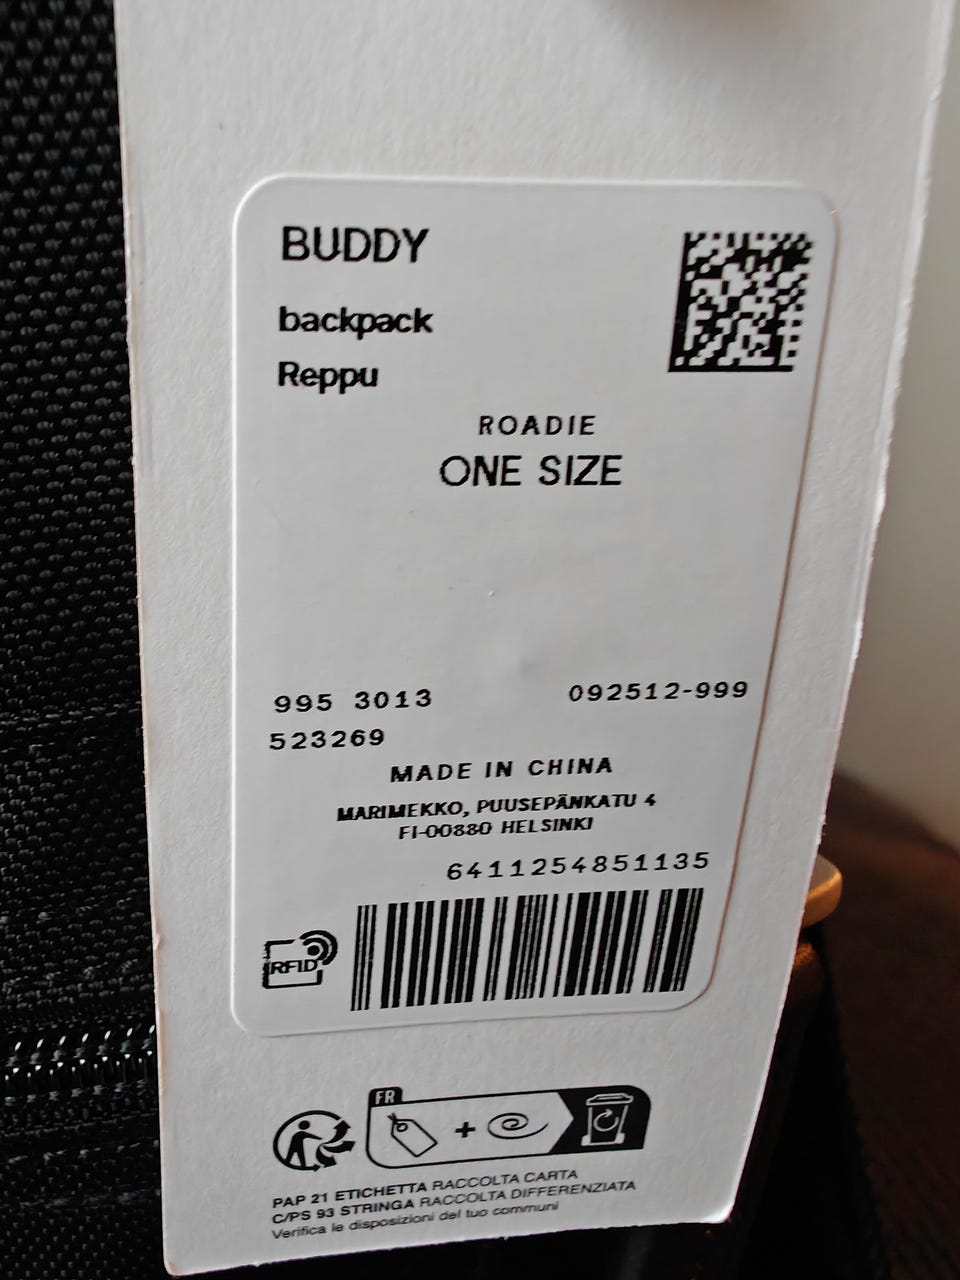 BUDDY
backpack
Reppu
ROADIE
ONE SIZE
995 3013 092512-999
523269
MADE IN CHINA
MARIMEKKO, PUUSEPÄNKATU 4
FI-00880 HELSINKI
6411254851135
RFID
FR
PAP 21 ETICHETTA RACCOLTA CARTA
C/PS 93 STRINGA RACCOLTA DIFFERENZIATA
Verifica le disposizioni del tuo communi